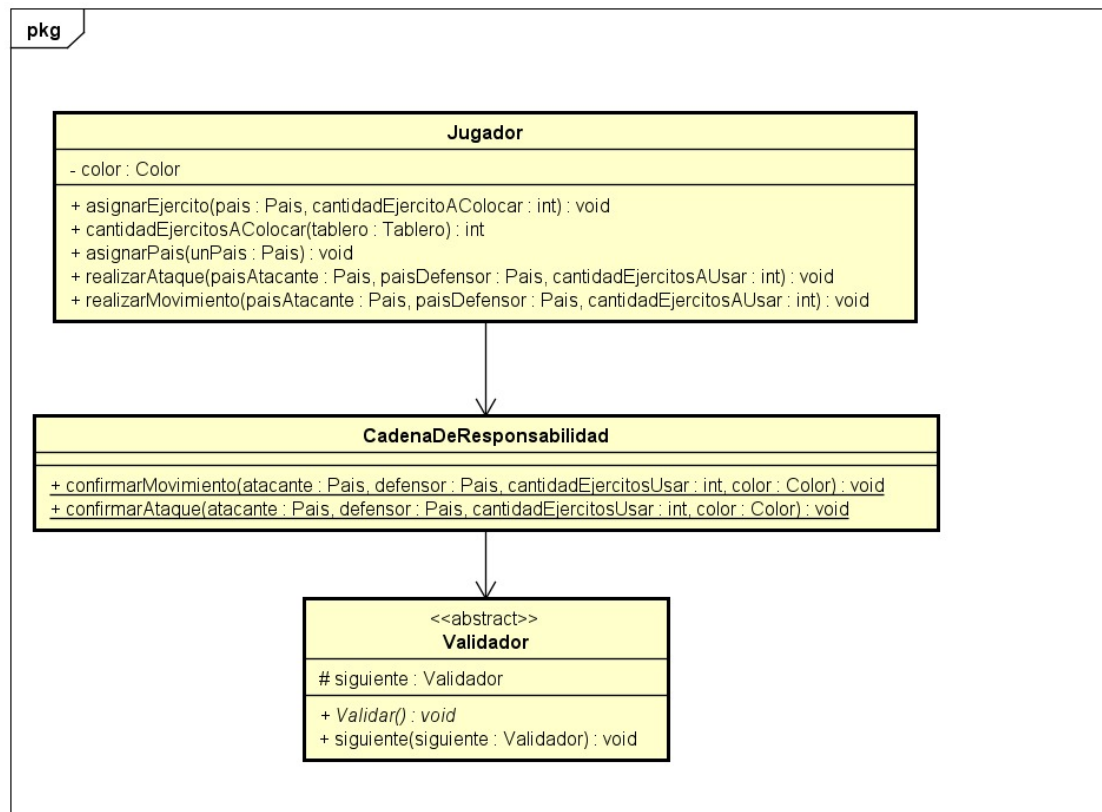 pkg
Jugador
- color : Color
+ asignarEjercito(pais : Pais, cantidadEjercitoAColocar : int) : void
+ cantidadEjercitosAColocar(tablero : Tablero) : int
+ asignarPais(unPais : Pais) : void
+ realizarAtaque(paisAtacante : Pais, paisDefensor : Pais, cantidadEjercitosAUsar : int) : void
+ realizarMovimiento(paisAtacante : Pais, paisDefensor : Pais, cantidadEjercitosAUsar : int) : void
CadenaDeResponsabilidad
+ confirmarMovimiento(atacante : Pais, defensor : Pais, cantidadEjercitosUsar : int, color : Color) : void
+ confirmarAtaque(atacante : Pais, defensor : Pais, cantidadEjercitosUsar : int, color : Color) : void
<<abstract>>
Validador
# siguiente : Validador
+ Validar() : void
+ siguiente(siguiente : Validador) : void